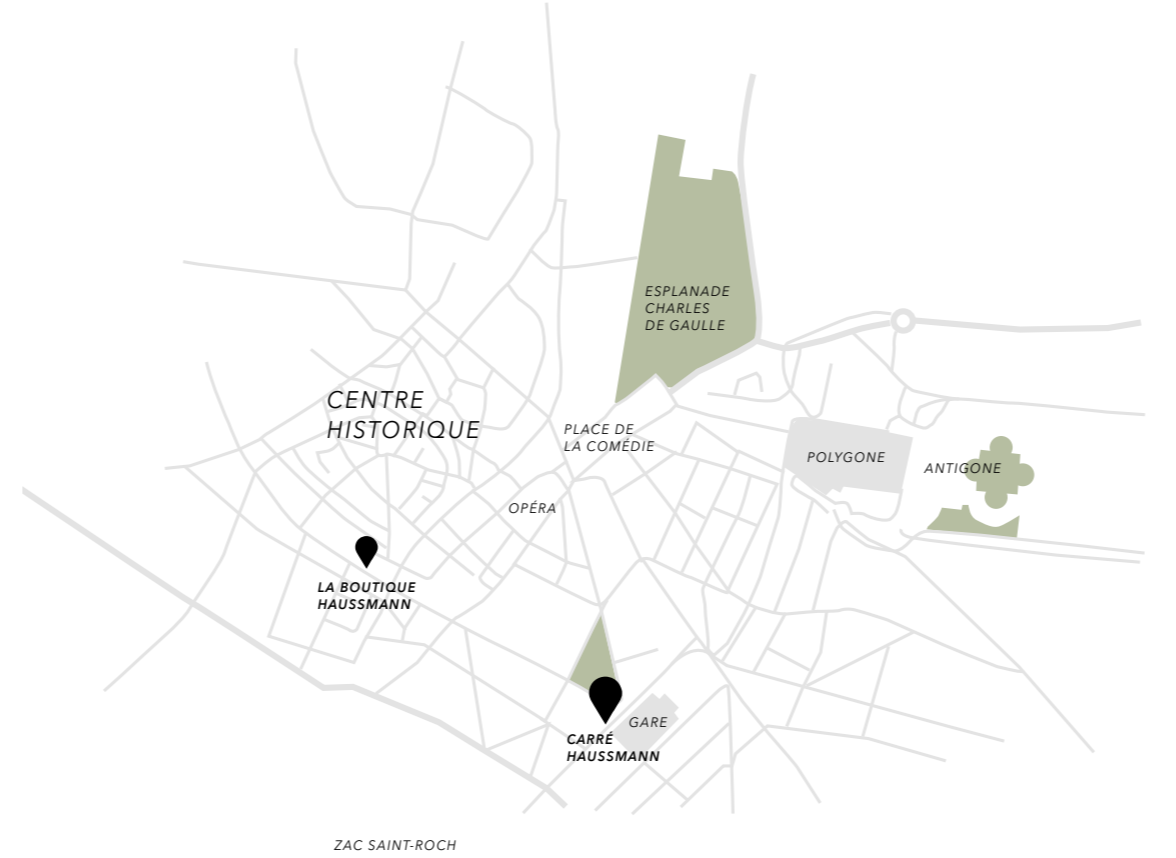 ESPLANADE
CHARLES
DE GAULLE
CENTRE
HISTORIQUE
PLACE DE
LA COMÉDIE
POLYGONE
ANTIGONE
OPÉRA
LA BOUTIQUE
HAUSSMANN
GARE
CARRÉ
HAUSSMANN
ZAC SAINT-ROCH